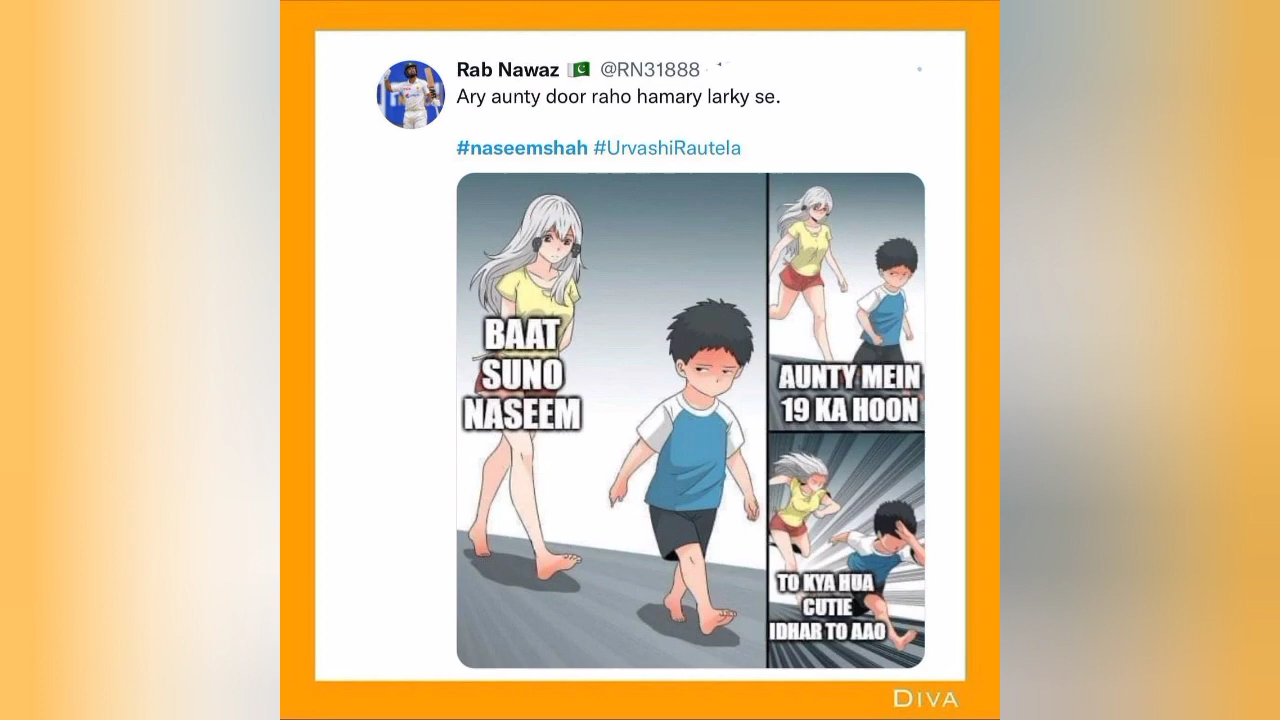 Rab Nawaz 🇵🇰 @RN31888 ·
Ary aunty door raho hamary larky se.
#naseemshah #UrvashiRautela
BAAT
SUNO
NASEEM
AUNTY MEIN
19 KA HOON
TO KYA HUA
CUTIE
IDHAR TO AAO
DIVA